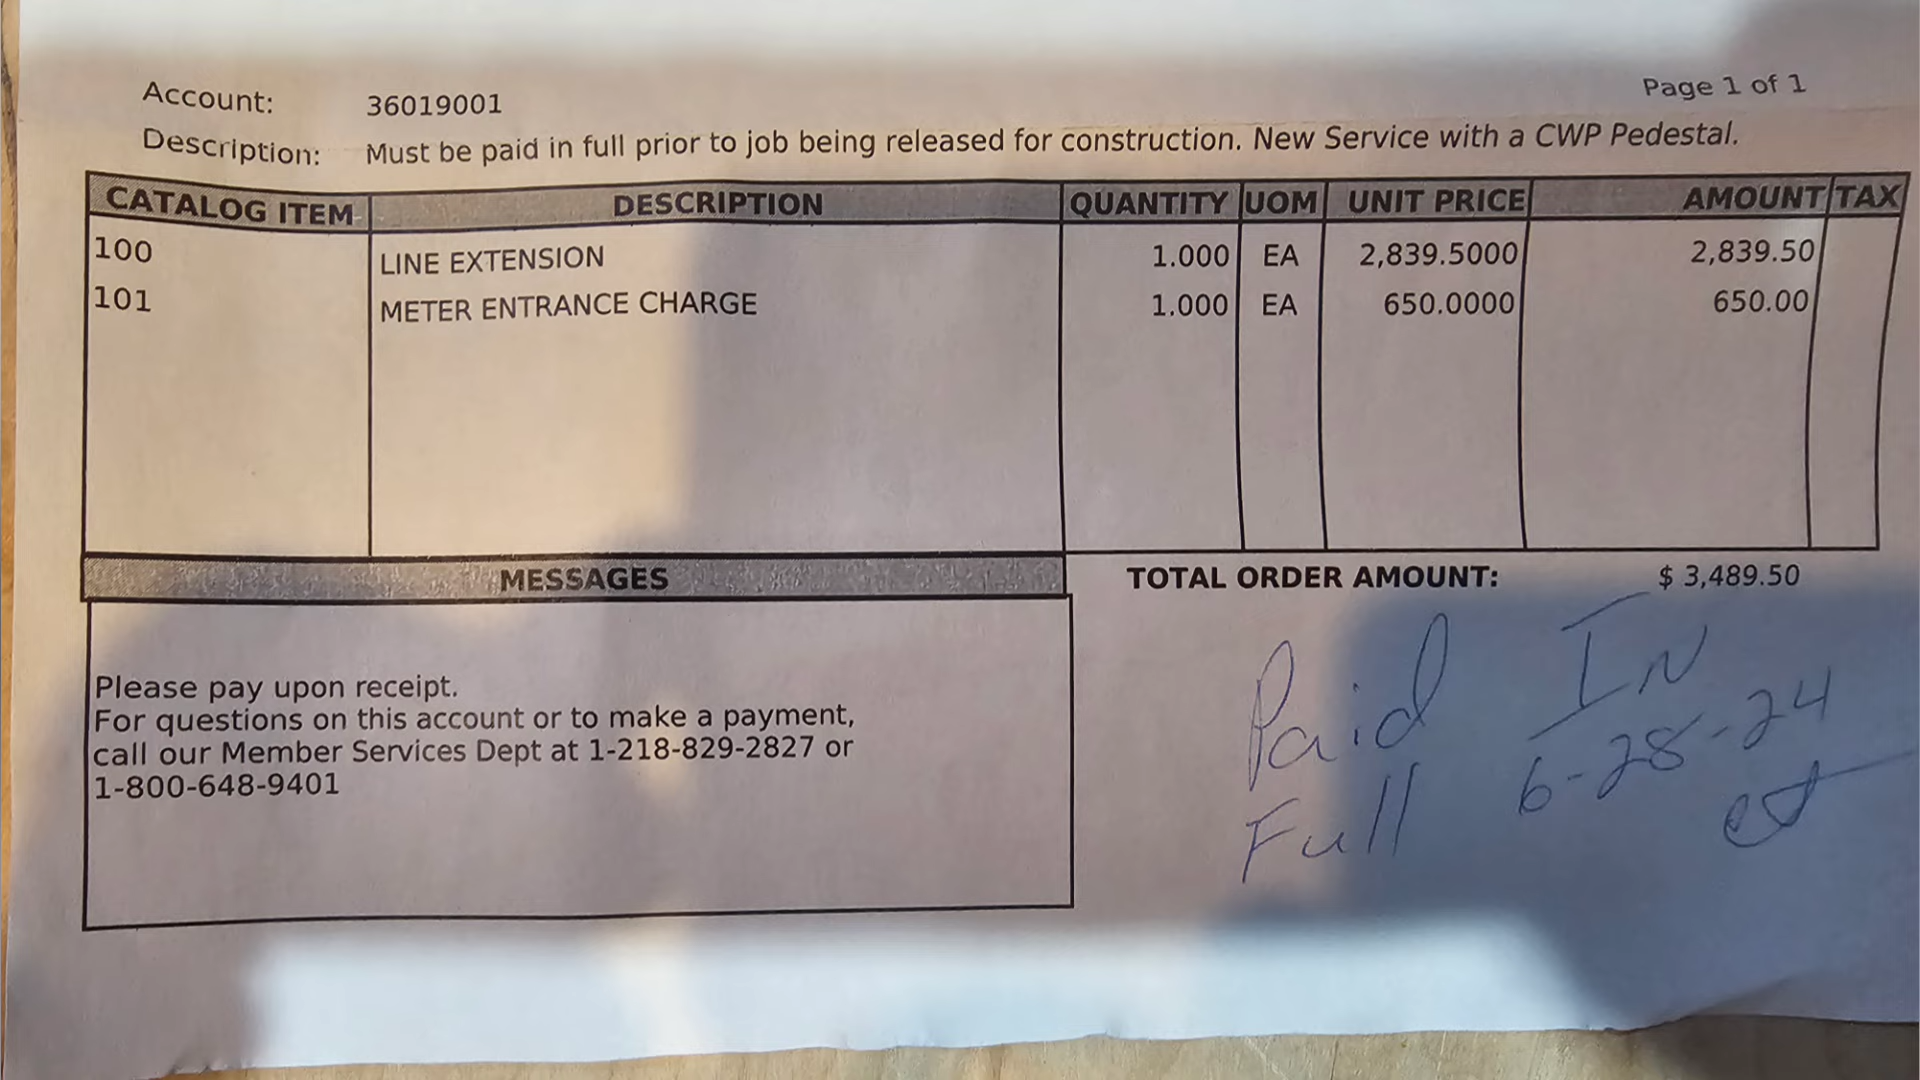 Page 1 of 1
Account: 36019001
Description: Must be paid in full prior to job being released for construction. New Service with a CWP Pedestal.
CATALOG ITEM DESCRIPTION QUANTITY UOM UNIT PRICE AMOUNT TAX
100 LINE EXTENSION 1.000 EA 2,839.5000 2,839.50
101 METER ENTRANCE CHARGE 1.000 EA 650.0000 650.00
MESSAGES
TOTAL ORDER AMOUNT: $ 3,489.50
Please pay upon receipt.
For questions on this account or to make a payment,
call our Member Services Dept at 1-218-829-2827 or
1-800-648-9401
Paid IN
Full 6-28-24